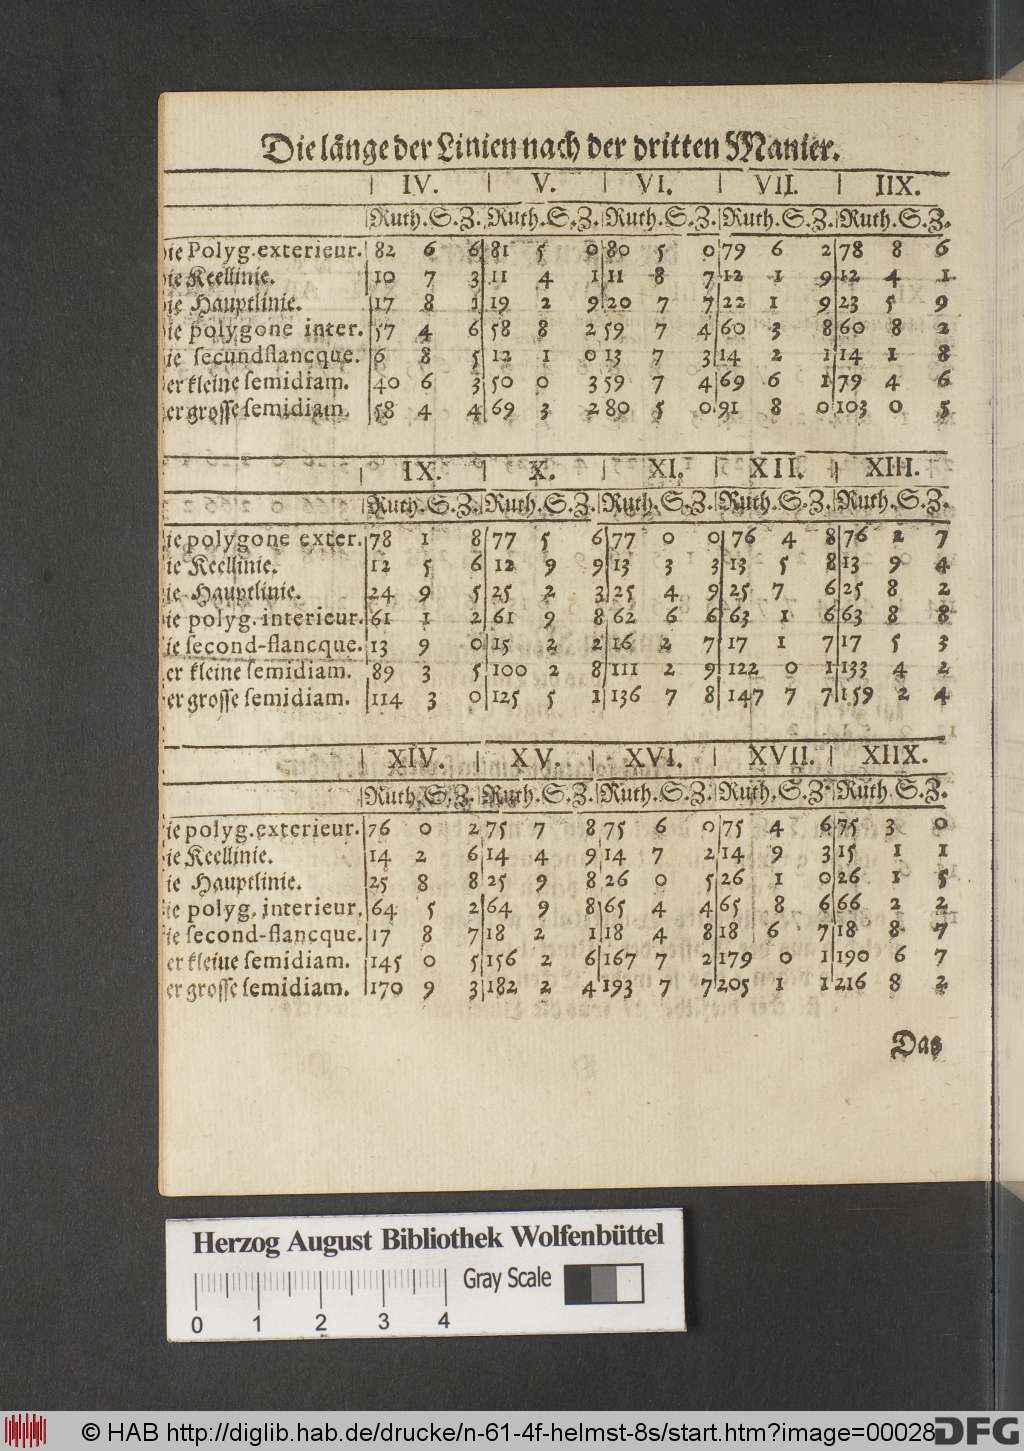 Die länge der Linien nach der dritten Manier.
IV. V. VI. VII. IIX.
Ruth. S. Z. Ruth. S. Z. Ruth. S. Z. Ruth. S. Z. Ruth. S. Z.
ie Polyg. exterieur. 82 6 6 81 5 0 80 5 0 79 6 2 78 8 6
ie Keellinie. 10 7 3 11 4 1 11 8 7 12 1 9 12 4 1
ie Hauptlinie. 17 8 1 19 2 9 20 7 7 22 1 9 23 5 9
ie polygone inter. 57 4 6 58 8 2 59 7 4 60 3 8 60 8 2
ie secundflancque. 6 8 5 12 1 0 13 7 3 14 2 1 14 1 8
er kleine semidiam. 40 6 3 50 0 3 59 7 4 69 6 1 79 4 6
er grosse semidiam. 58 4 4 69 3 2 80 5 0 91 8 0 103 0 5
IX. X. XI. XII. XIII.
Ruth. S. Z. Ruth. S. Z. Ruth. S. Z. Ruth. S. Z. Ruth. S. Z.
ie polygone exter. 78 1 8 77 5 6 77 0 0 76 4 8 76 2 7
ie Keellinie. 12 5 6 12 9 9 13 3 3 13 5 8 13 9 4
ie Hauptlinie. 24 9 5 25 2 3 25 4 9 25 7 6 25 8 2
ie polyg. interieur. 61 1 2 61 9 8 62 6 6 63 1 6 63 8 8
ie second-flancque. 13 9 0 15 2 2 16 2 7 17 1 7 17 5 3
er kleine semidiam. 89 3 5 100 2 8 111 2 9 122 0 1 133 4 2
er grosse semidiam. 114 3 0 125 5 1 136 7 8 147 7 7 159 2 4
XIV. XV. XVI. XVII. XIIX.
Ruth. S. Z. Ruth. S. Z. Ruth. S. Z. Ruth. S. Z. Ruth S. Z.
ie polyg. exterieur. 76 0 2 75 7 8 75 6 0 75 4 6 75 3 0
ie Keellinie. 14 2 6 14 4 9 14 7 2 14 9 3 15 1 1
ie Hauptlinie. 25 8 8 25 9 8 26 0 5 26 1 0 26 1 5
ie polyg. interieur. 64 5 2 64 9 8 65 4 4 65 8 6 66 2 2
ie second-flancque. 17 8 7 18 2 1 18 4 8 18 6 7 18 8 7
er kleiue semidiam. 145 0 5 156 2 6 167 7 2 179 0 1 190 6 7
er grosse semidiam. 170 9 3 182 2 4 193 7 7 205 1 1 216 8 2
Das
Herzog August Bibliothek Wolfenbüttel
Gray Scale
0 1 2 3 4
© HAB http://diglib.hab.de/drucke/n-61-4f-helmst-8s/start.htm?image=00028
DFG